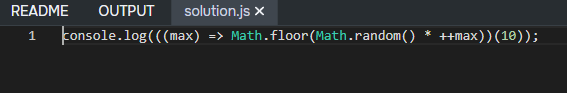 README OUTPUT solution.js ×
1 console.log(((max) => Math.floor(Math.random() * ++max))(10));